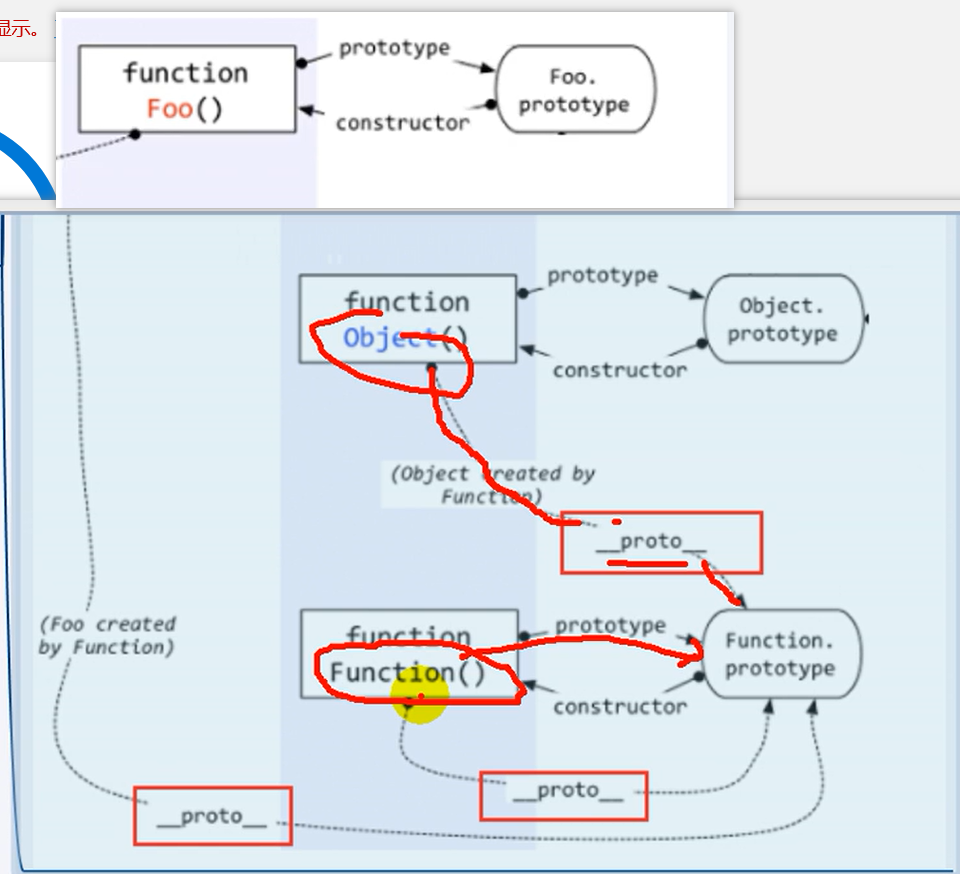 显示。
prototype
function
Foo()
Foo.
prototype
constructor
prototype
function
Object()
Object.
prototype
constructor
(Object created by
Function)
__proto__
(Foo created
by Function)
prototype
function
Function()
Function.
prototype
constructor
__proto__
__proto__